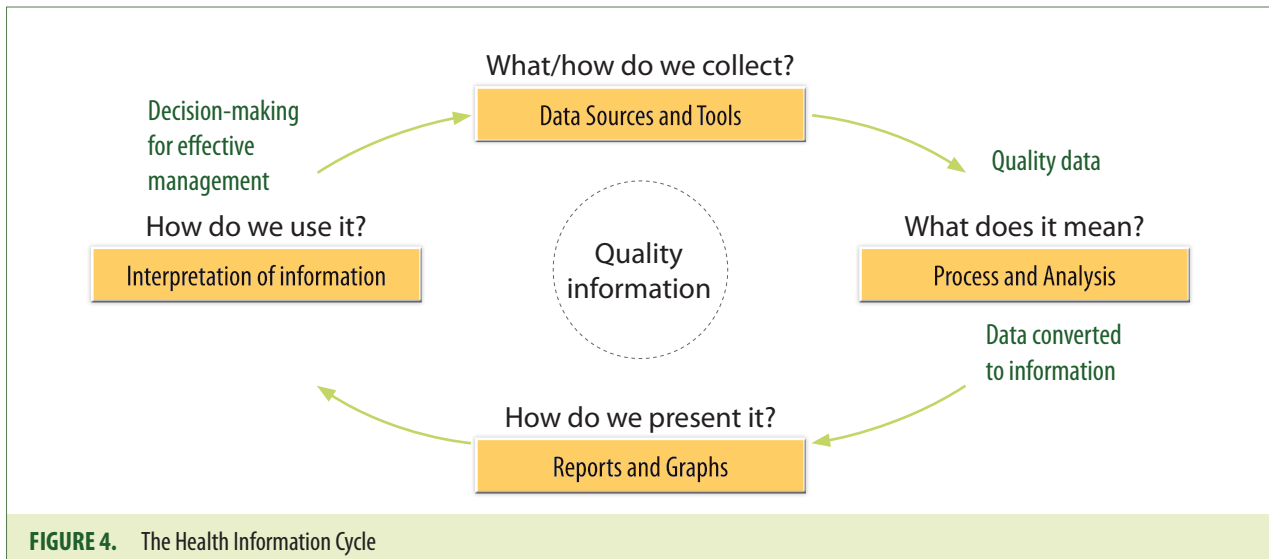 What/how do we collect?
Data Sources and Tools
Decision-making
for effective
management
Quality data
How do we use it?
Interpretation of information
Quality
information
What does it mean?
Process and Analysis
Data converted
to information
How do we present it?
Reports and Graphs
FIGURE 4. The Health Information Cycle